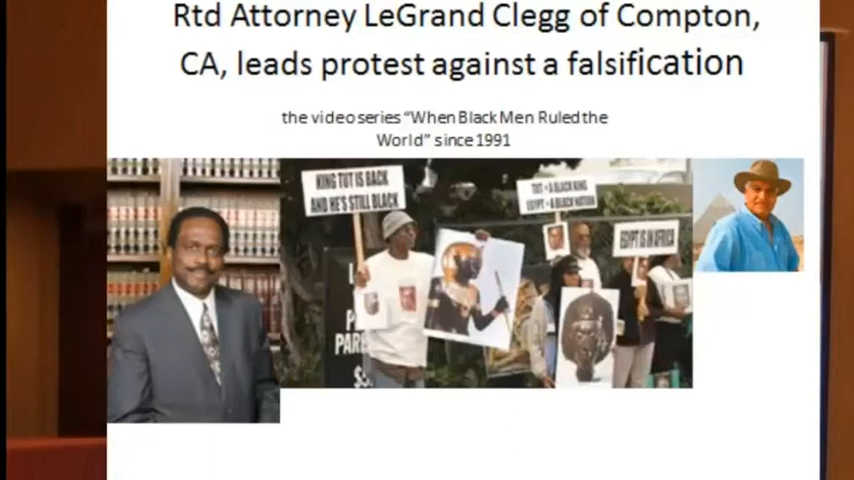 Rtd Attorney LeGrand Clegg of Compton,
CA, leads protest against a falsification
the video series "When Black Men Ruled the
World" since 1991
KING TUT IS BACK
AND HE'S STILL BLACK
TUT = A BLACK KING
EGYPT = A BLACK NATION
EGYPT IS IN AFRICA